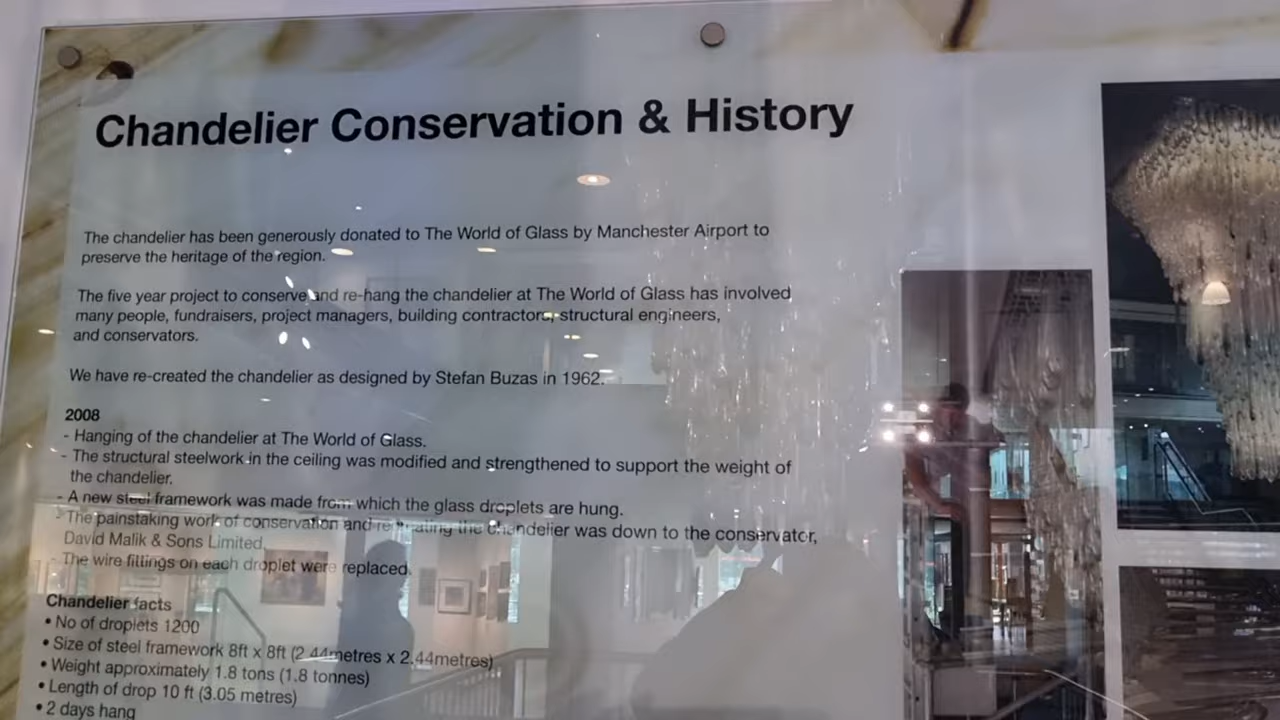 Chandelier Conservation & History
The chandelier has been generously donated to The World of Glass by Manchester Airport to
preserve the heritage of the region.
The five year project to conserve and re-hang the chandelier at The World of Glass has involved
many people, fundraisers, project managers, building contractors, structural engineers,
and conservators.
We have re-created the chandelier as designed by Stefan Buzas in 1962.
2008
- Hanging of the chandelier at The World of Glass.
- The structural steelwork in the ceiling was modified and strengthened to support the weight of
the chandelier.
- A new steel framework was made from which the glass droplets are hung.
- The painstaking work of conservation and the chandelier was down to the conservator,
David Malik & Sons Limited.
- The wire fittings on each droplet were replaced.
Chandelier facts
• No of droplets 1200
• Size of steel framework 8ft x 8ft (2.44metres x 2.44metres)
• Weight approximately 1.8 tons (1.8 tonnes)
• Length of drop 10 ft (3.05 metres)
• 2 days hang